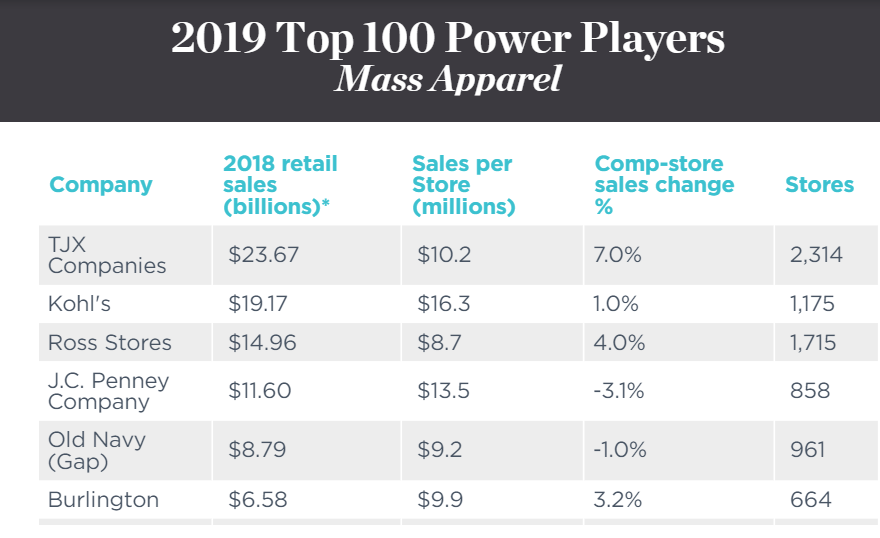 2019 Top 100 Power Players
Mass Apparel
Company
2018 retail
sales
(billions)*
Sales per
Store
(millions)
Comp-store
sales change
%
Stores
TJX
Companies
$23.67
$10.2
7.0%
2,314
Kohl's
$19.17
$16.3
1.0%
1,175
Ross Stores
$14.96
$8.7
4.0%
1,715
J.C. Penney
Company
$11.60
$13.5
-3.1%
858
Old Navy
(Gap)
$8.79
$9.2
-1.0%
961
Burlington
$6.58
$9.9
3.2%
664